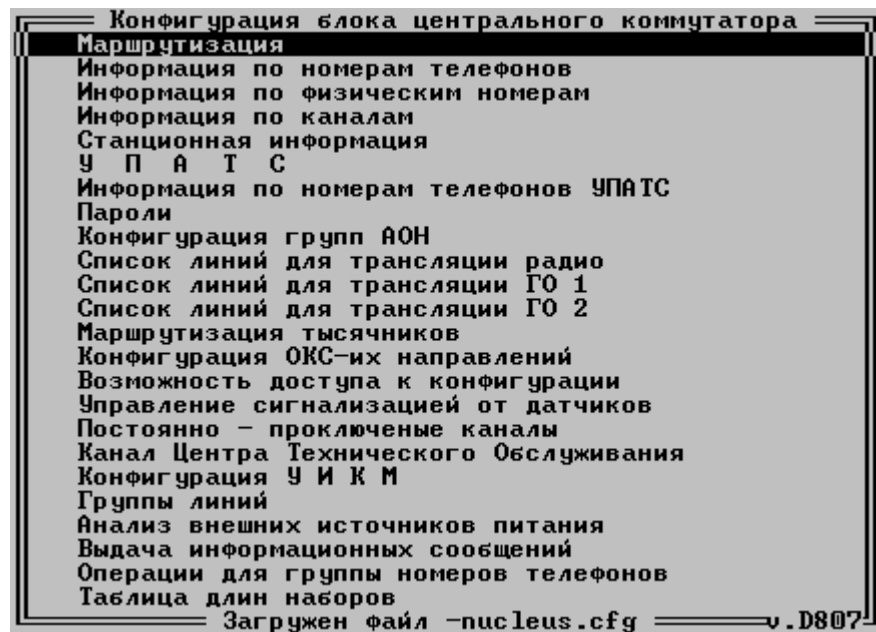 Конфигурация блока центрального коммутатора
Маршрутизация
Информация по номерам телефонов
Информация по физическим номерам
Информация по каналам
Станционная информация
У П А Т С
Информация по номерам телефонов УПАТС
Пароли
Конфигурация групп АОН
Список линий для трансляции радио
Список линий для трансляции ГО 1
Список линий для трансляции ГО 2
Маршрутизация тысячников
Конфигурация ОКС-их направлений
Возможность доступа к конфигурации
Управление сигнализацией от датчиков
Постоянно - проключеные каналы
Канал Центра Технического Обслуживания
Конфигурация У И К М
Группы линий
Анализ внешних источников питания
Выдача информационных сообщений
Операции для группы номеров телефонов
Таблица длин наборов
Загружен файл -nucleus.cfg v.D807